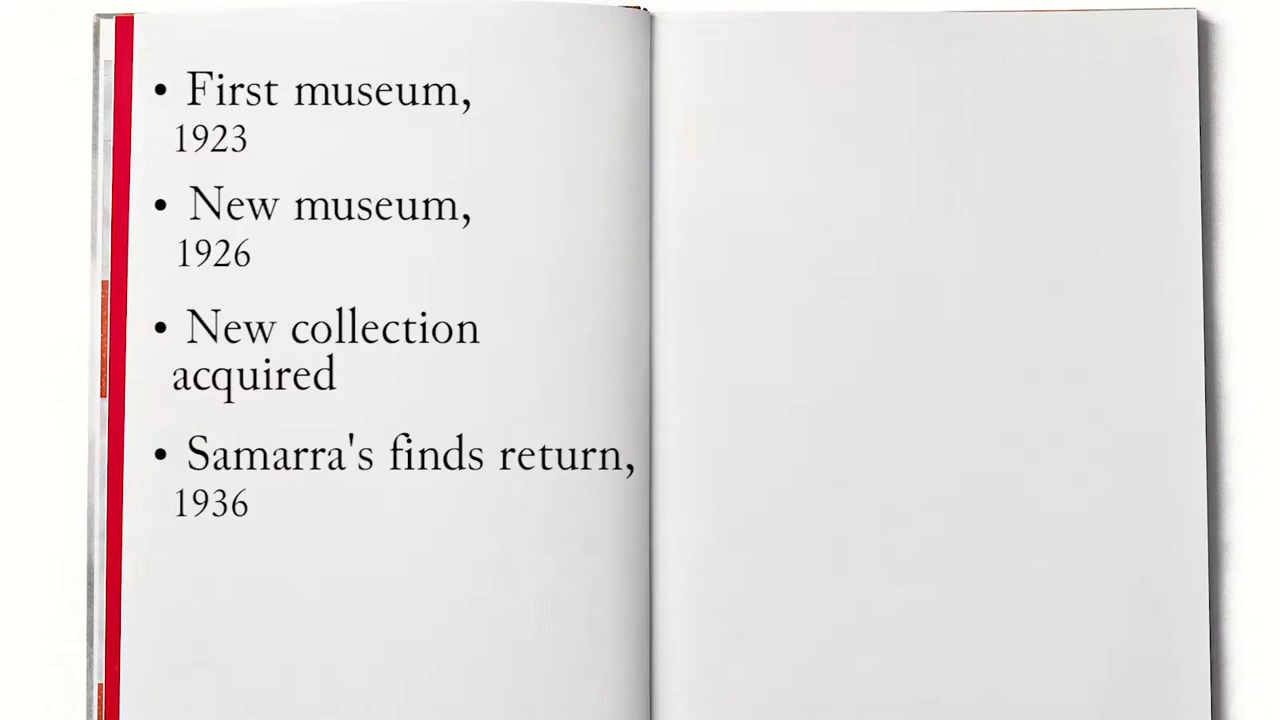 • First museum,
1923
• New museum,
1926
• New collection
acquired
• Samarra's finds return,
1936